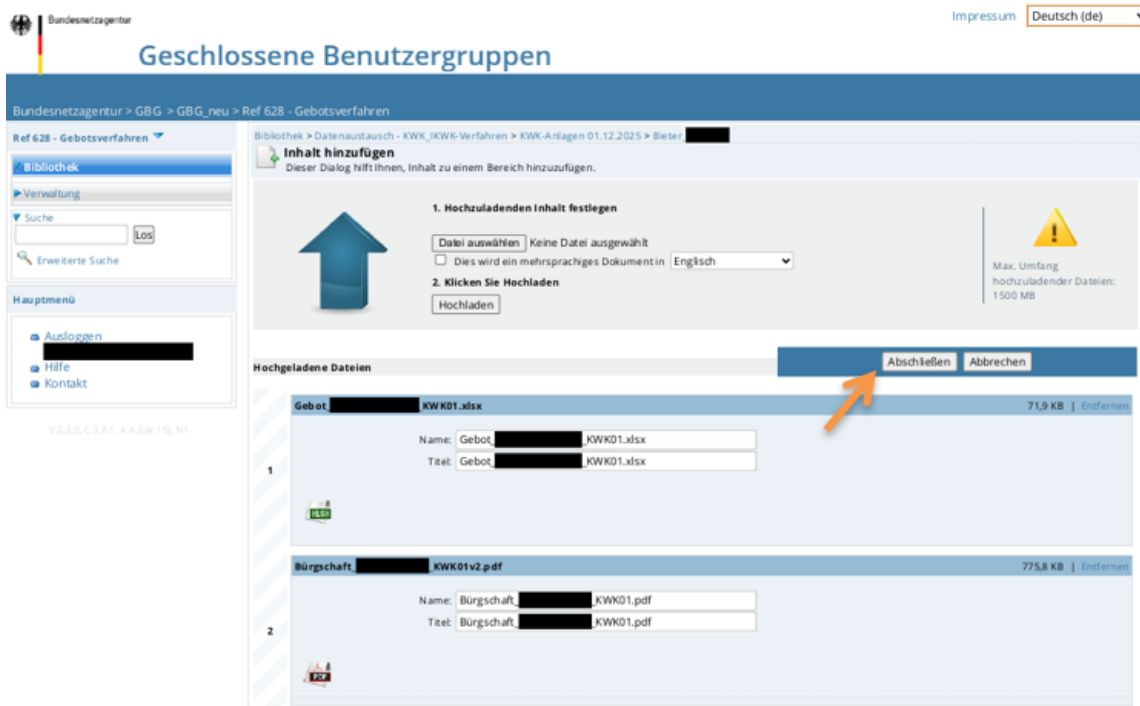 Bundesnetzagentur
Impressum Deutsch (de)
Geschlossene Benutzergruppen
Bundesnetzagentur > GBG > GBG_neu > Ref 628 - Gebotsverfahren
Ref 628 - Gebotsverfahren
Bibliothek
Verwaltung
Suche
Los
Erweiterte Suche
Hauptmenü
Ausloggen
Hilfe
Kontakt
Bibliothek > Datenaustausch - KWK_IKWK-Verfahren > KWK-Anlagen 01.12.2025 > Bieter_
Inhalt hinzufügen
Dieser Dialog hilft Ihnen, Inhalt zu einem Bereich hinzuzufügen.
1. Hochzuladenden Inhalt festlegen
Datei auswählen Keine Datei ausgewählt
Dies wird ein mehrsprachiges Dokument in Englisch
2. Klicken Sie Hochladen
Hochladen
Max. Umfang
hochzuladender Dateien:
1500 MB
Hochgeladene Dateien
Abschließen Abbrechen
Gebot_ _KWK01.xlsx 71,9 KB | Entfernen
Name: Gebot_ _KWK01.xlsx
Titel: Gebot_ _KWK01.xlsx
1
XLSX
Bürgschaft_ _KWK01v2.pdf 775,8 KB | Entfernen
Name: Bürgschaft_ _KWK01.pdf
Titel: Bürgschaft_ _KWK01.pdf
2
PDF